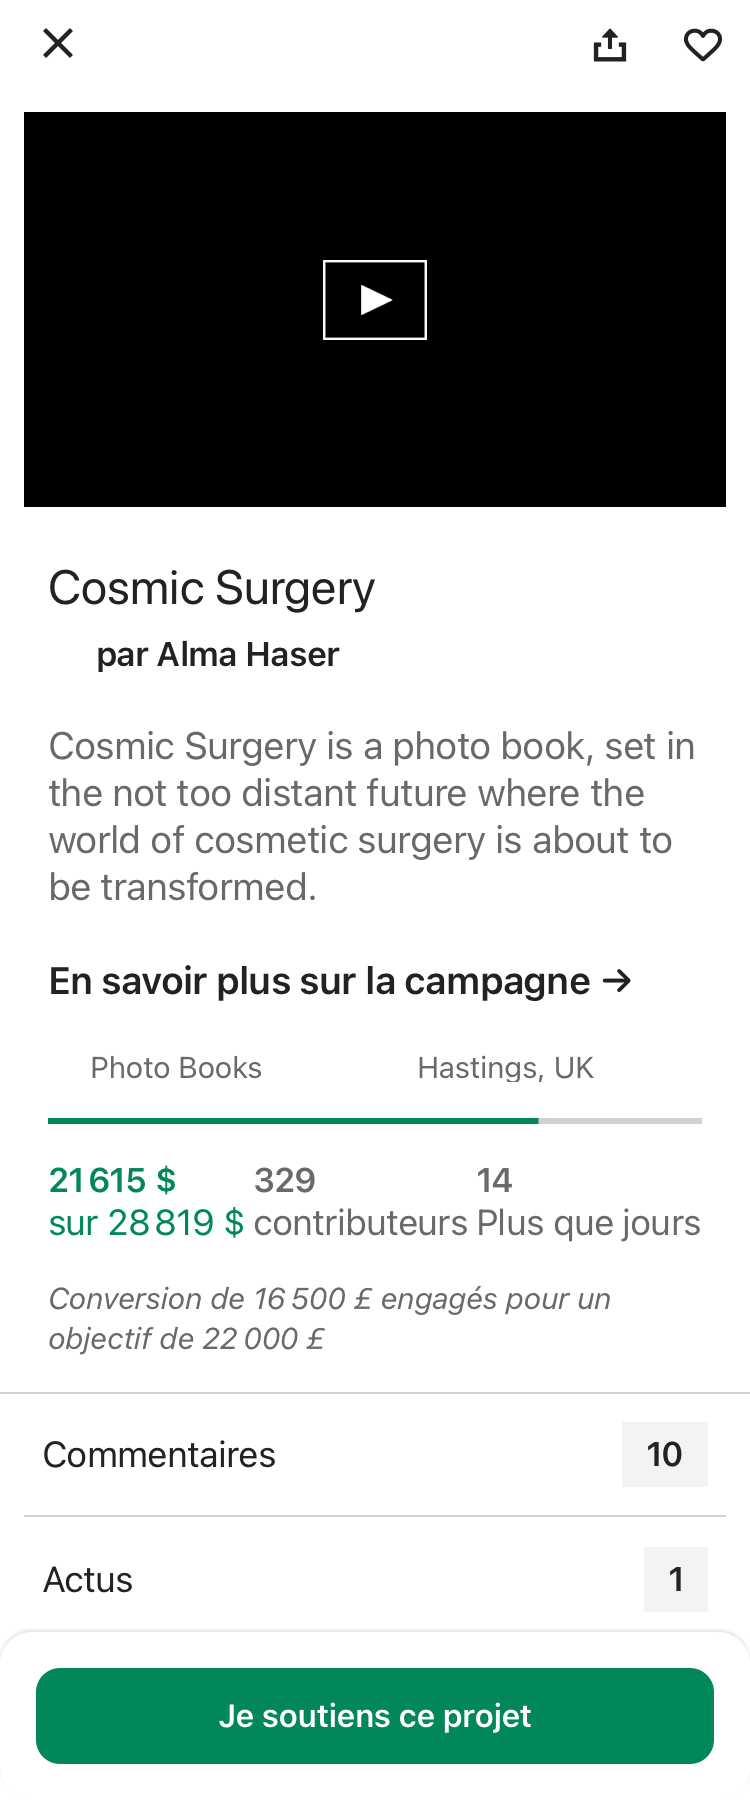 Cosmic Surgery
par Alma Haser
Cosmic Surgery is a photo book, set in
the not too distant future where the
world of cosmetic surgery is about to
be transformed.
En savoir plus sur la campagne →
Photo Books
Hastings, UK
21 615 $
sur 28 819 $
329
contributeurs
14
Plus que jours
Conversion de 16 500 £ engagés pour un
objectif de 22 000 £
Commentaires
10
Actus
1
Je soutiens ce projet